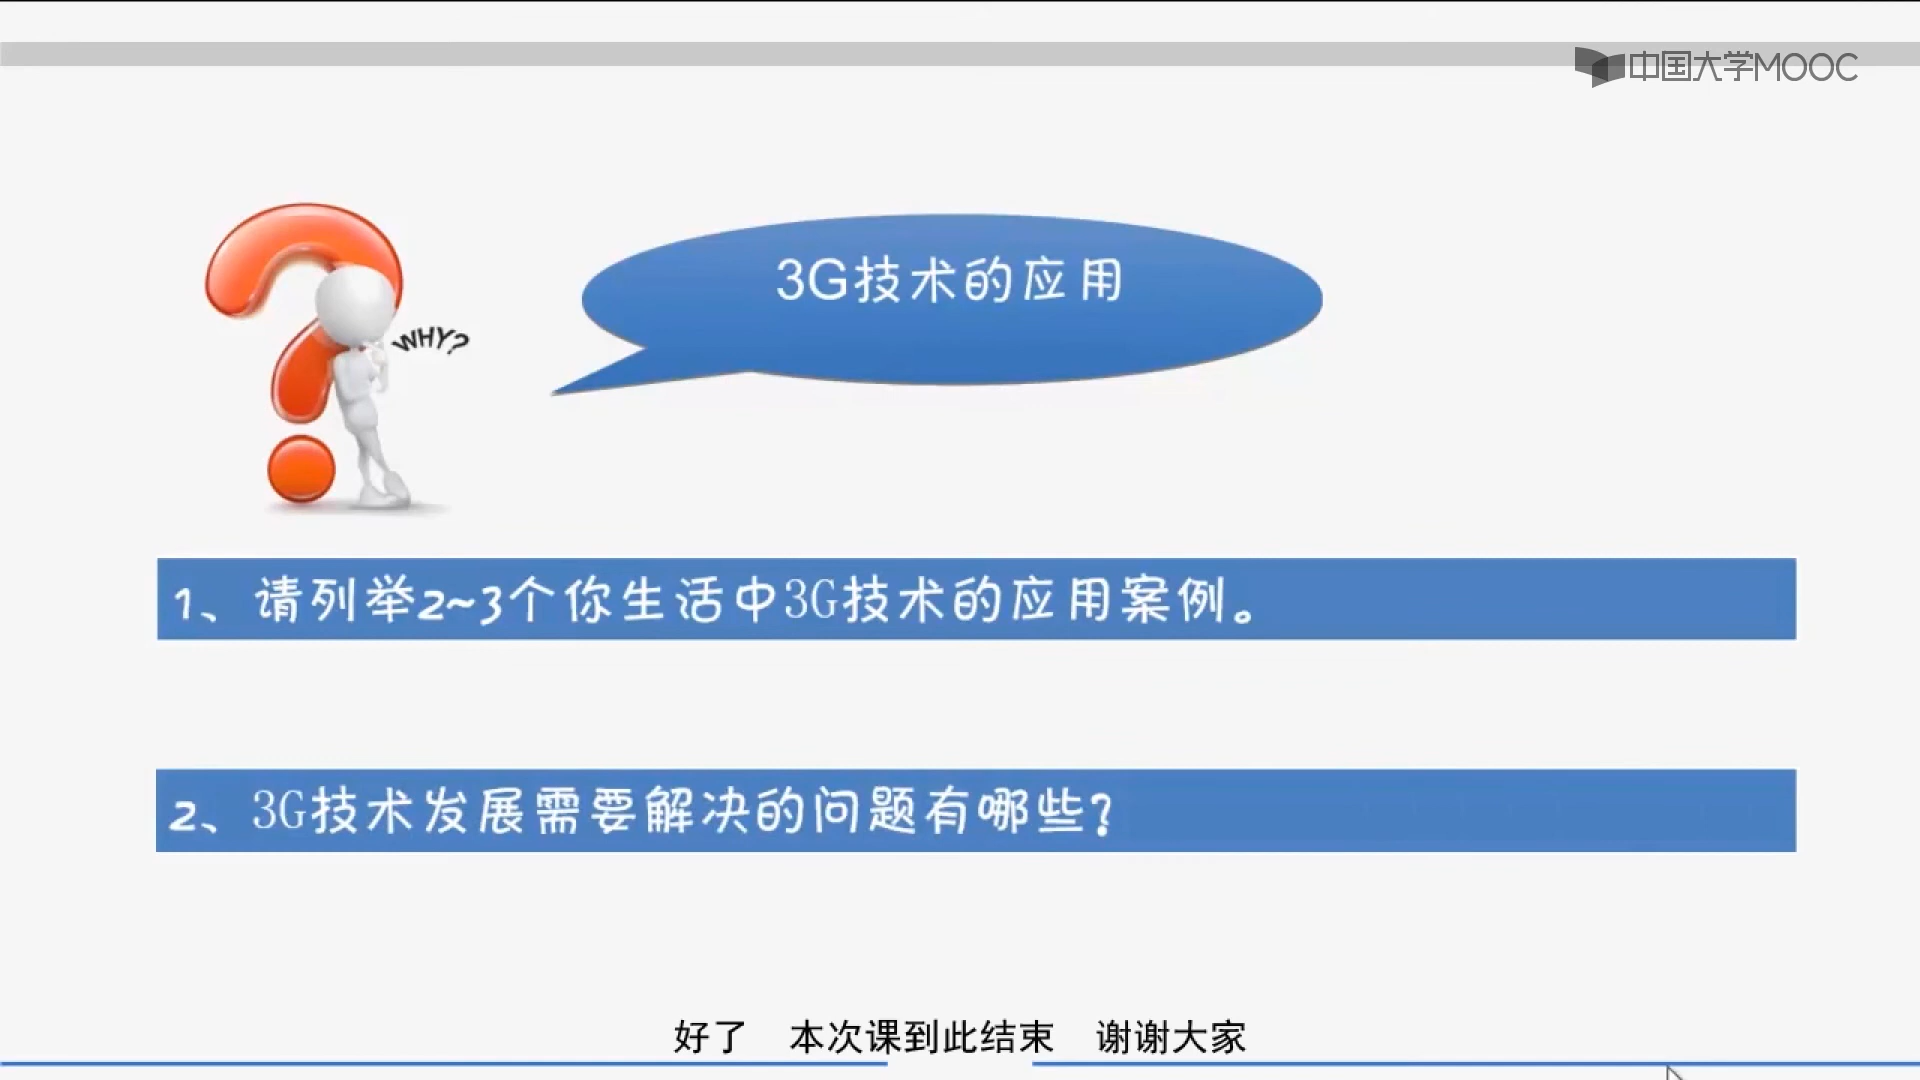 中国大学MOOC
3G技术的应用
WHY?
1、请列举2~3个你生活中3G技术的应用案例。
2、3G技术发展需要解决的问题有哪些?
好了 本次课到此结束 谢谢大家